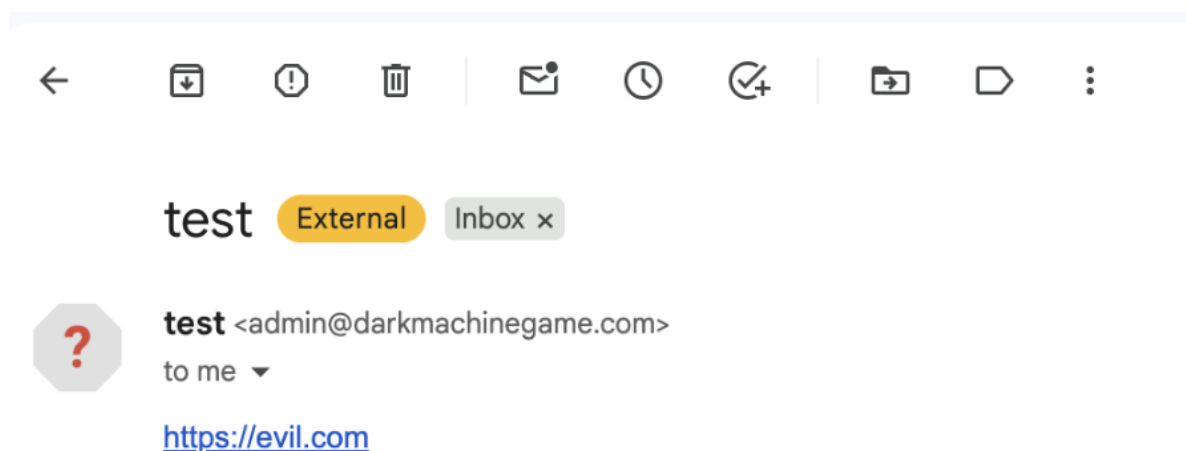 test External Inbox ×
?
test <admin@darkmachinegame.com>
to me
https://evil.com